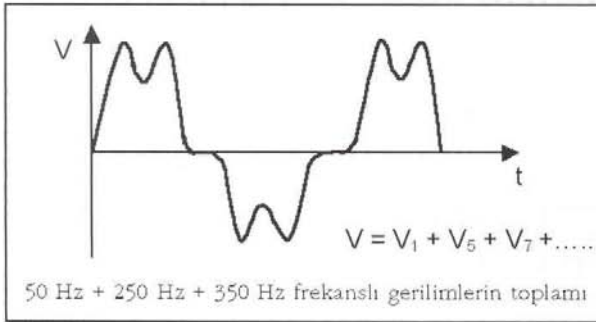 V
t
V = V₁ + V₅ + V₇ +.....
50 Hz + 250 Hz + 350 Hz frekanslı gerilimlerin toplamı